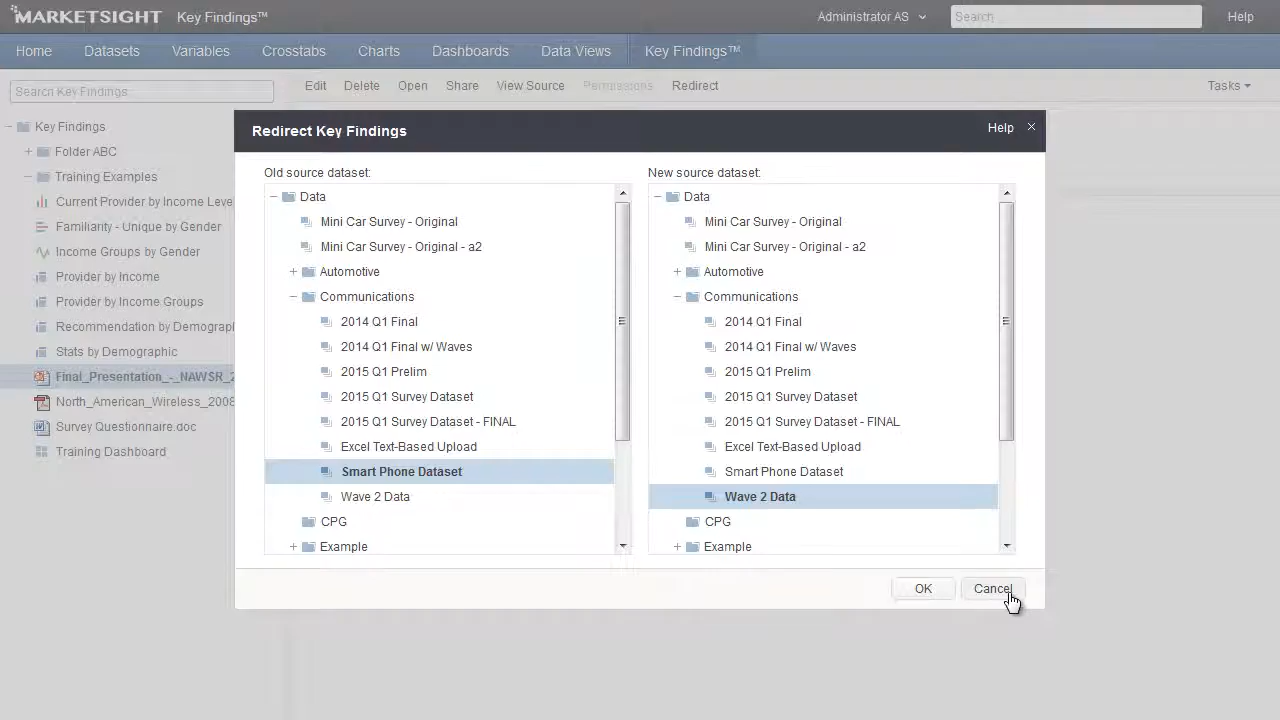 MARKETSIGHT Key Findings™ Administrator AS Search Help
Home Datasets Variables Crosstabs Charts Dashboards Data Views Key Findings™
Search Key Findings Edit Delete Open Share View Source Permissions Redirect Tasks
Key Findings
Folder ABC
Training Examples
Current Provider by Income Leve
Familiarity - Unique by Gender
Income Groups by Gender
Provider by Income
Provider by Income Groups
Recommendation by Demograp
Stats by Demographic
Final_Presentation_-_NAWSR_2
North_American_Wireless_2008
Survey Questionnaire.doc
Training Dashboard
Redirect Key Findings Help
Old source dataset:
Data
Mini Car Survey - Original
Mini Car Survey - Original - a2
Automotive
Communications
2014 Q1 Final
2014 Q1 Final w/ Waves
2015 Q1 Prelim
2015 Q1 Survey Dataset
2015 Q1 Survey Dataset - FINAL
Excel Text-Based Upload
Smart Phone Dataset
Wave 2 Data
CPG
Example
New source dataset:
Data
Mini Car Survey - Original
Mini Car Survey - Original - a2
Automotive
Communications
2014 Q1 Final
2014 Q1 Final w/ Waves
2015 Q1 Prelim
2015 Q1 Survey Dataset
2015 Q1 Survey Dataset - FINAL
Excel Text-Based Upload
Smart Phone Dataset
Wave 2 Data
CPG
Example
OK Cancel